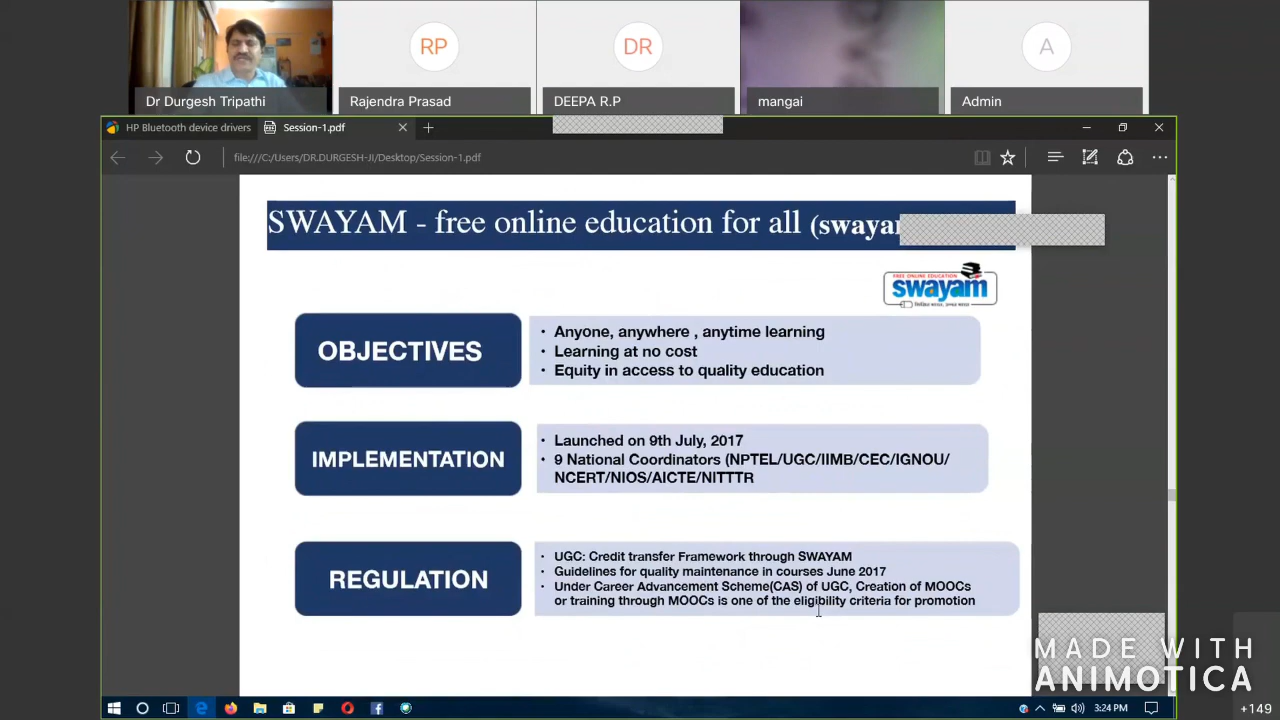 RP
DR
A
Dr Durgesh Tripathi
Rajendra Prasad
DEEPA R.P
mangai
Admin
HP Bluetooth device drivers
Session-1.pdf
file:///C:/Users/DR.DURGESH-JI/Desktop/Session-1.pdf
SWAYAM - free online education for all (swaya
FREE ONLINE EDUCATION
swayam
OBJECTIVES
• Anyone, anywhere , anytime learning
• Learning at no cost
• Equity in access to quality education
IMPLEMENTATION
• Launched on 9th July, 2017
• 9 National Coordinators (NPTEL/UGC/IIMB/CEC/IGNOU/
NCERT/NIOS/AICTE/NITTTR
REGULATION
• UGC: Credit transfer Framework through SWAYAM
• Guidelines for quality maintenance in courses June 2017
• Under Career Advancement Scheme(CAS) of UGC, Creation of MOOCs
or training through MOOCs is one of the eligibility criteria for promotion
MADE WITH
ANIMOTICA
3:24 PM
+149